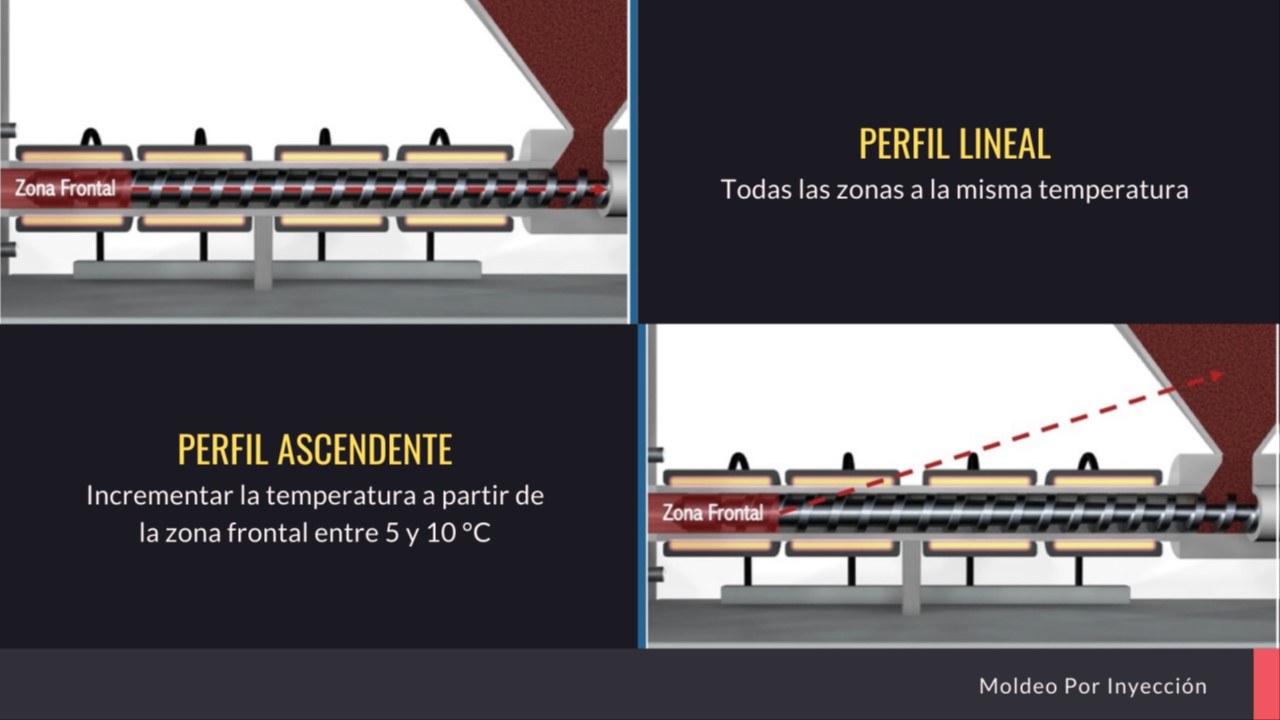 Zona Frontal
PERFIL LINEAL
Todas las zonas a la misma temperatura
PERFIL ASCENDENTE
Incrementar la temperatura a partir de
la zona frontal entre 5 y 10 °C
Zona Frontal
Moldeo Por Inyección